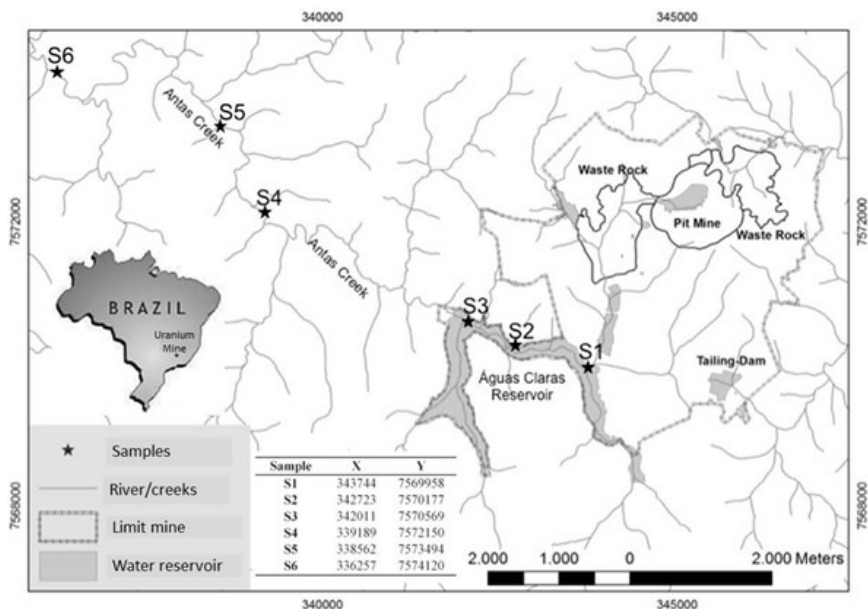 340000 345000
S6
Antas Creek
S5
S4
Antas Creek
Waste Rock
Pit Mine
Waste Rock
7572000
7572000
BRAZIL
Uranium
Mine
S3
S2
S1
Águas Claras
Reservoir
Tailing-Dam
7568000
7568000
Samples
River/creeks
Limit mine
Water reservoir
Sample X Y
S1 343744 7569958
S2 342723 7570177
S3 342011 7570569
S4 339189 7572150
S5 338562 7573494
S6 336257 7574120
2.000 1.000 0 2.000 Meters
340000 345000